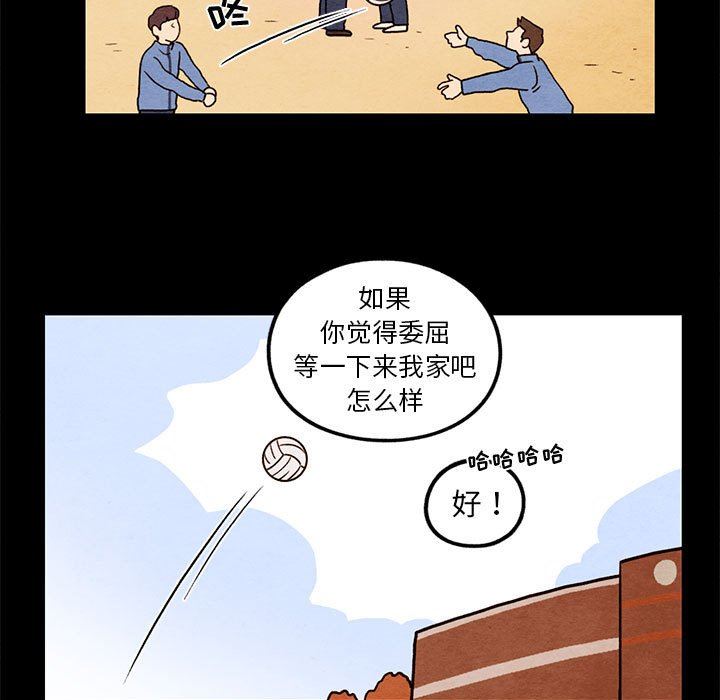 咚
如果
你觉得委屈
等一下来我家吧
怎么样
哈哈哈哈
好！